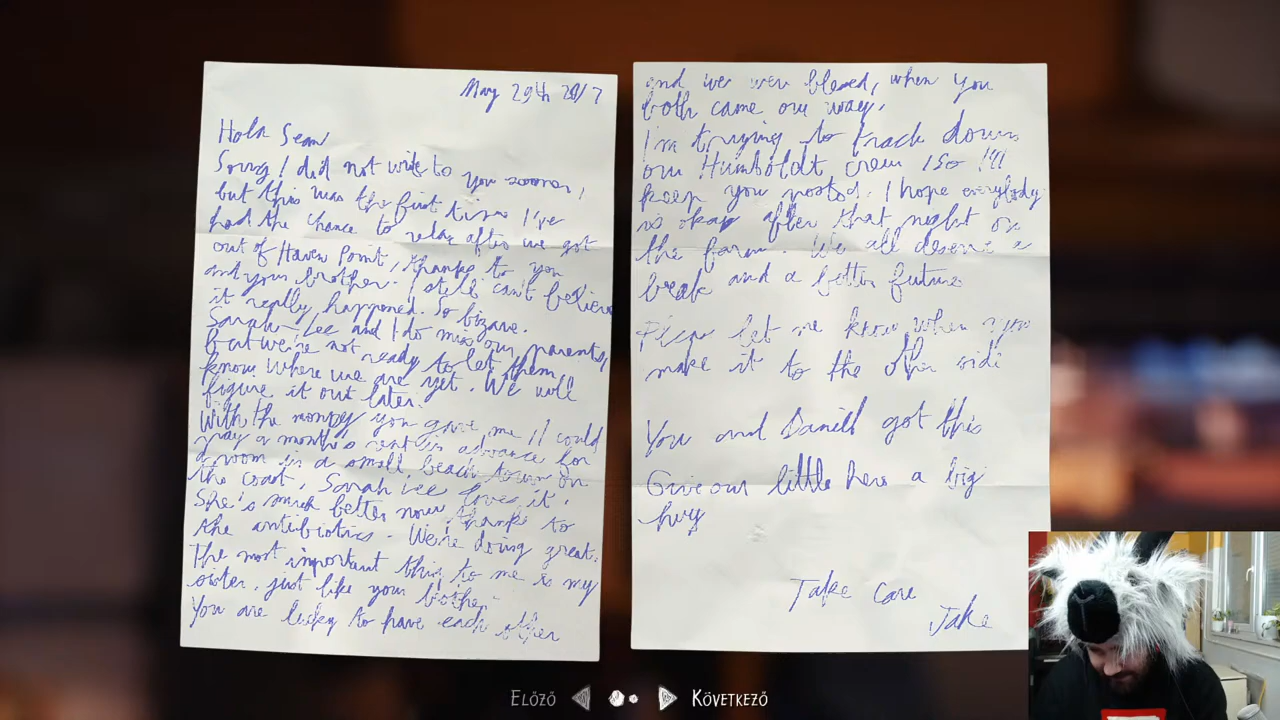 May 29th 2017
Hola Sean
Sorry I did not write to you sooner,
but this was the first time I've
had the chance to relax after we got
out of Haven Point, thanks to you
and your brother. I still can't believe
it really happened. So bizare.
Sarah-Lee and I do miss our parents,
but we're not ready to let them
know where we are yet. We will
figure it out later.
With the money you gave me, I could
pay a month's rent in advance for
a room in a small beach town on
the coast, Sarah Lee loves it.
She's much better now, thanks to
the antibiotics. We're doing great.
The most important thing to me is my
sister, just like your brother.
You are lucky to have each other
and we were blessed, when you
both came our way.
I'm trying to track down
our Humboldt crew so I'll
keep you posted. I hope everybody
is okay after that night on
the farm. We all deserve a
break and a better future.
Please let me know when you
make it to the other side
You and Daniel got this
Give our little hero a big
hug
Take Care
Jake
Előző
Következő